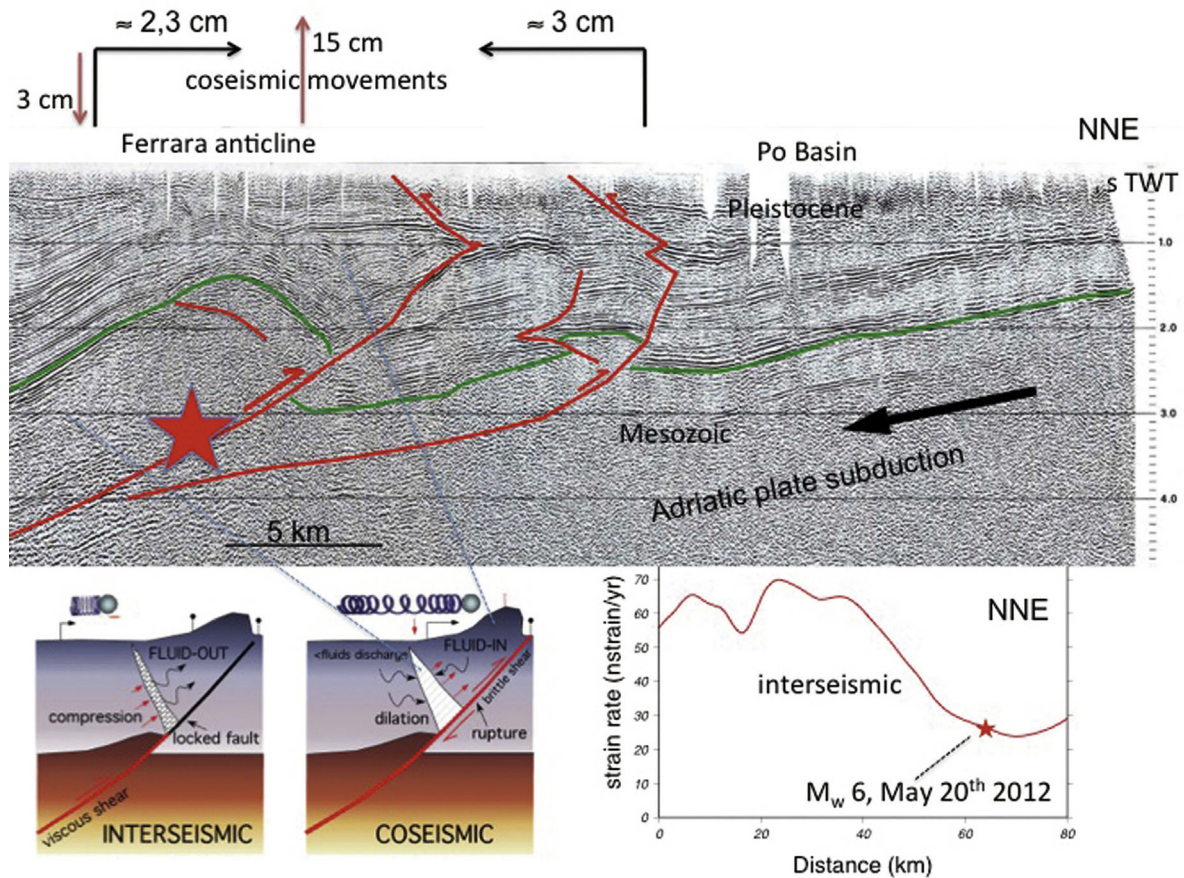 ≈ 2,3 cm
≈ 3 cm
15 cm
coseismic movements
3 cm
NNE
Ferrara anticline
Po Basin
s TWT
Pleistocene
1.0
2.0
3.0
Mesozoic
Adriatic plate subduction
4.0
5 km
FLUID-OUT
compression
locked fault
viscous shear
INTERSEISMIC
<fluids discharge>
FLUID-IN
brittle shear
dilation
rupture
COSEISMIC
strain rate (nstrain/yr)
70
60
50
40
30
20
10
0
NNE
interseismic
Mw 6, May 20th 2012
0 20 40 60 80
Distance (km)